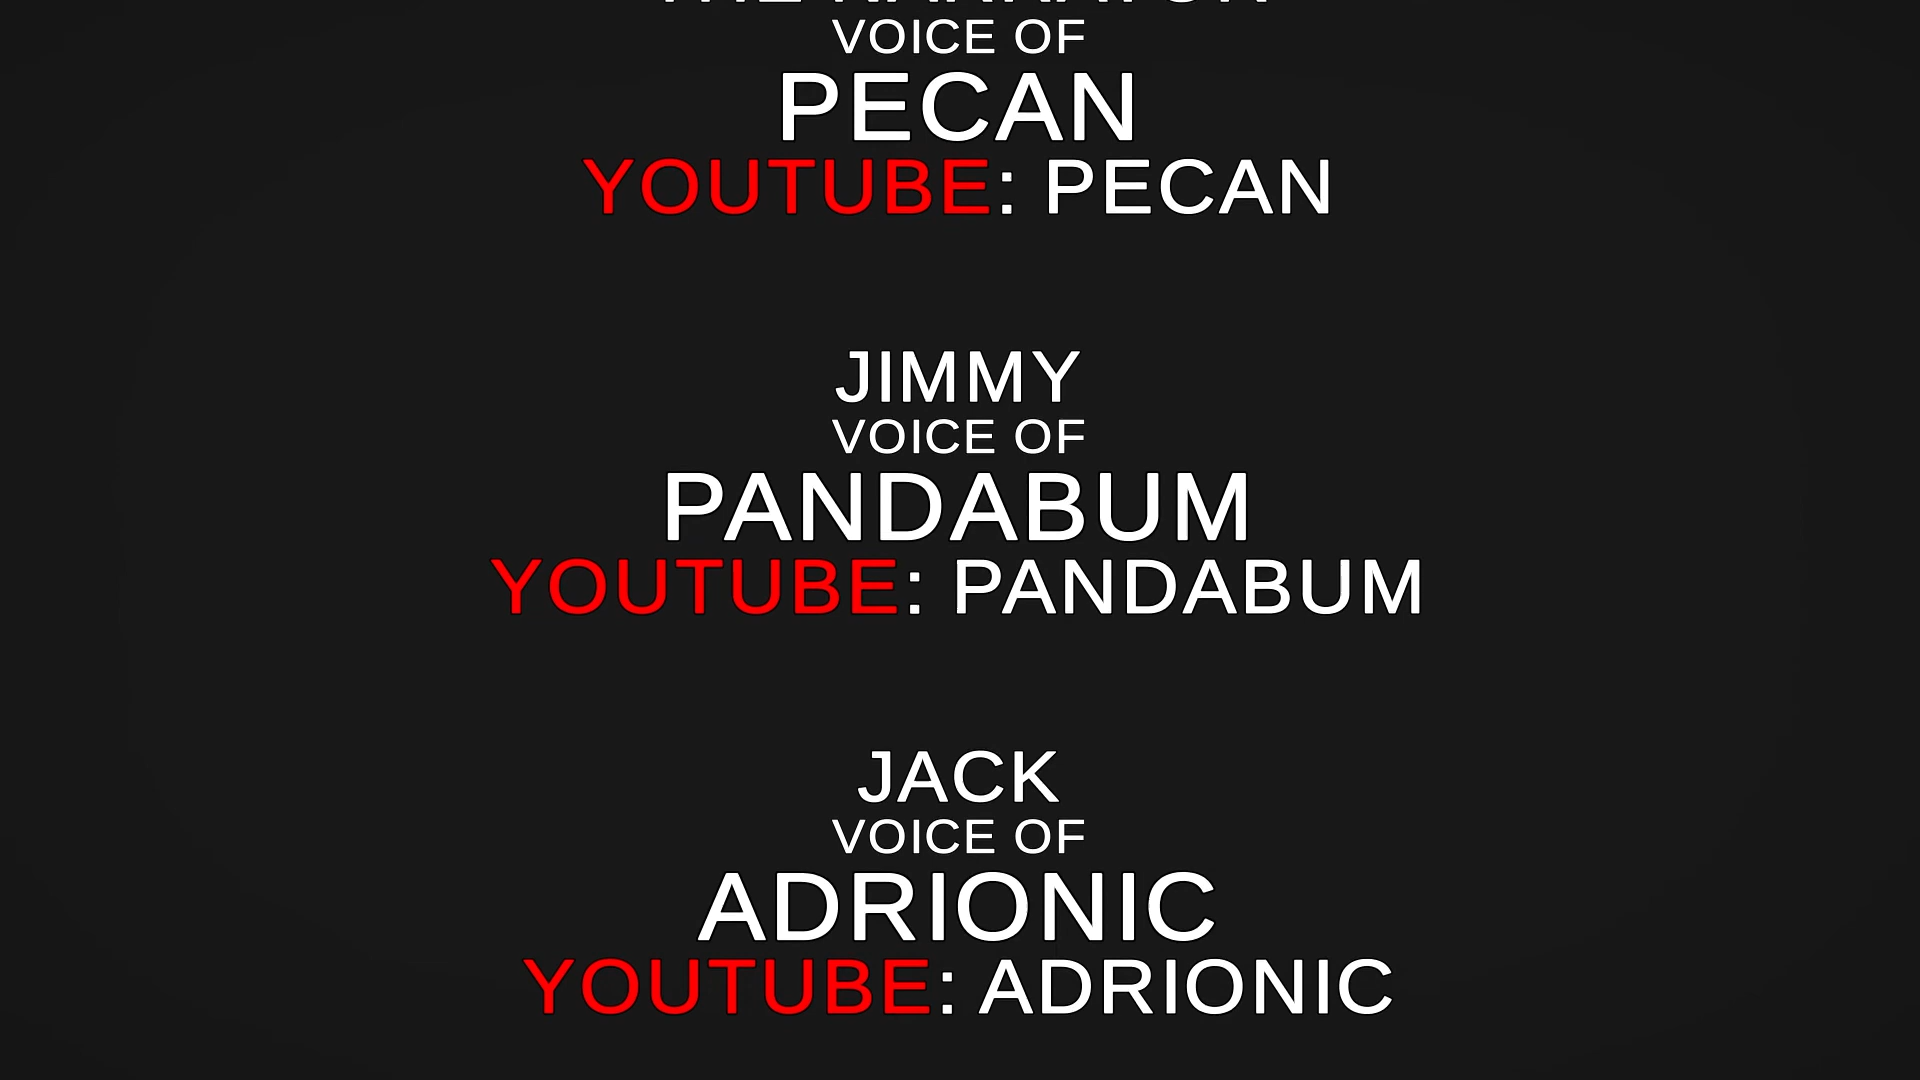 VOICE OF
PECAN
YOUTUBE: PECAN
JIMMY
VOICE OF
PANDABUM
YOUTUBE: PANDABUM
JACK
VOICE OF
ADRIONIC
YOUTUBE: ADRIONIC